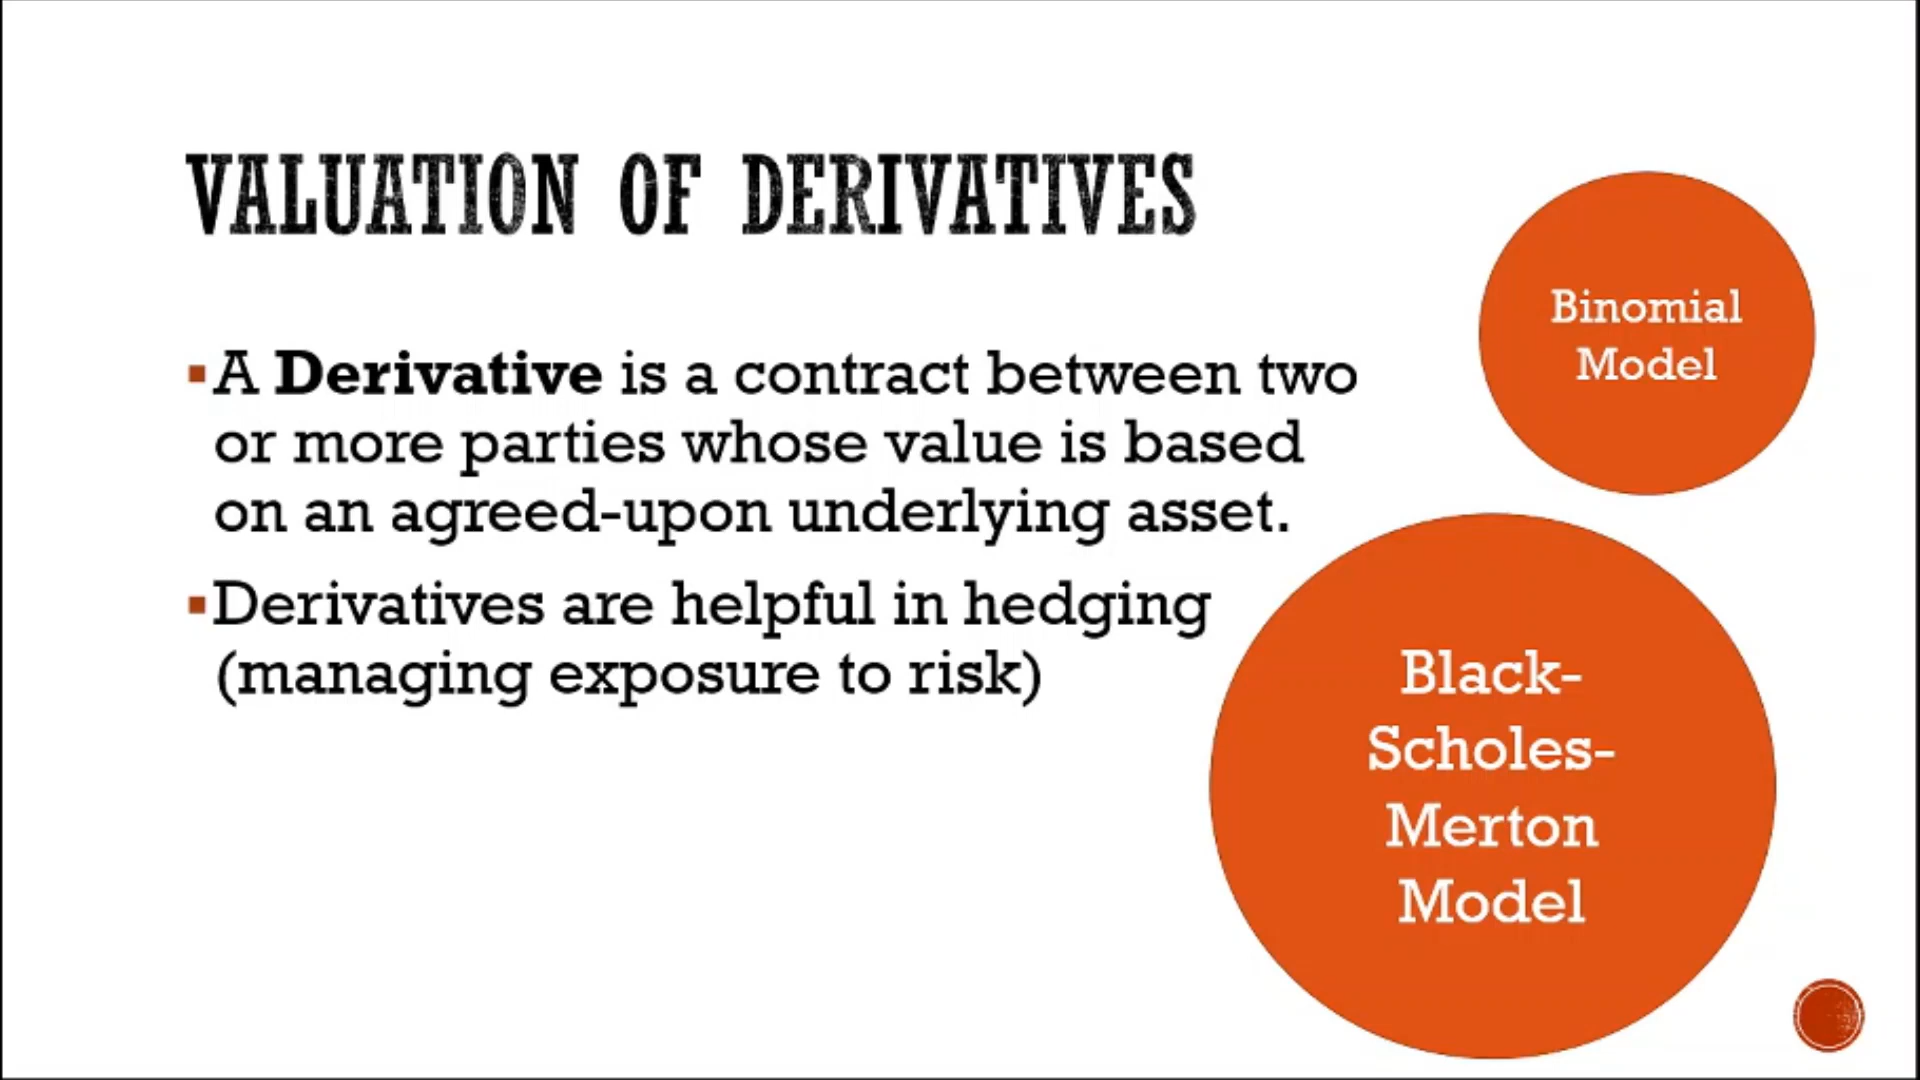 VALUATION OF DERIVATIVES
▪A Derivative is a contract between two
or more parties whose value is based
on an agreed-upon underlying asset.
▪Derivatives are helpful in hedging
(managing exposure to risk)
Binomial
Model
Black-
Scholes-
Merton
Model